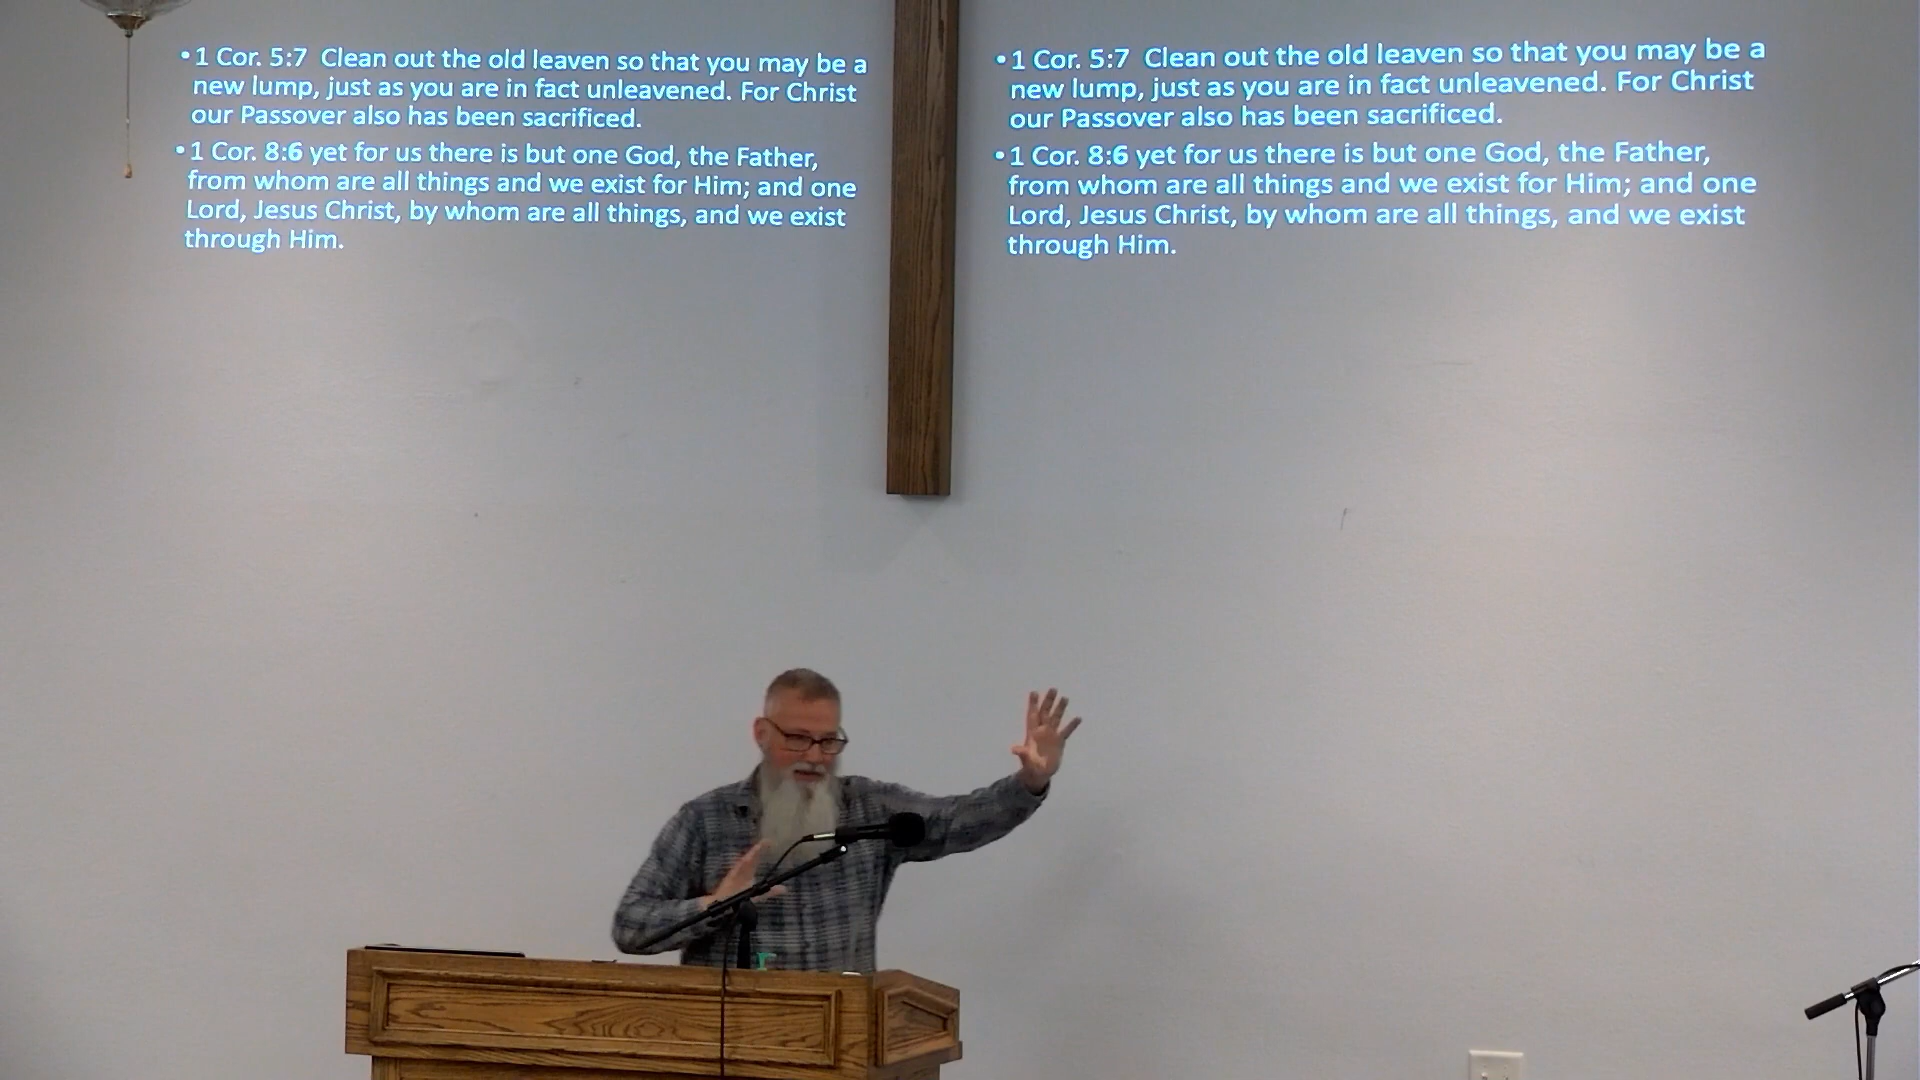 • 1 Cor. 5:7 Clean out the old leaven so that you may be a
new lump, just as you are in fact unleavened. For Christ
our Passover also has been sacrificed.
• 1 Cor. 8:6 yet for us there is but one God, the Father,
from whom are all things and we exist for Him; and one
Lord, Jesus Christ, by whom are all things, and we exist
through Him.
• 1 Cor. 5:7 Clean out the old leaven so that you may be a
new lump, just as you are in fact unleavened. For Christ
our Passover also has been sacrificed.
• 1 Cor. 8:6 yet for us there is but one God, the Father,
from whom are all things and we exist for Him; and one
Lord, Jesus Christ, by whom are all things, and we exist
through Him.